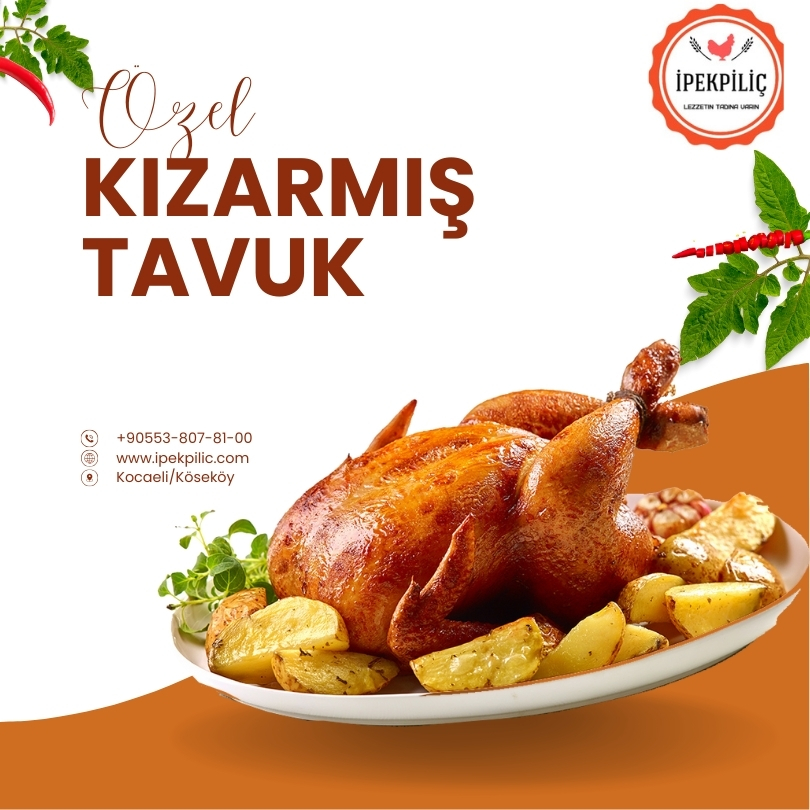 Özel
KIZARMIŞ
TAVUK
İPEKPİLİÇ
LEZZETİN TADINA VARIN
+90553-807-81-00
www.ipekpilic.com
Kocaeli/Köseköy